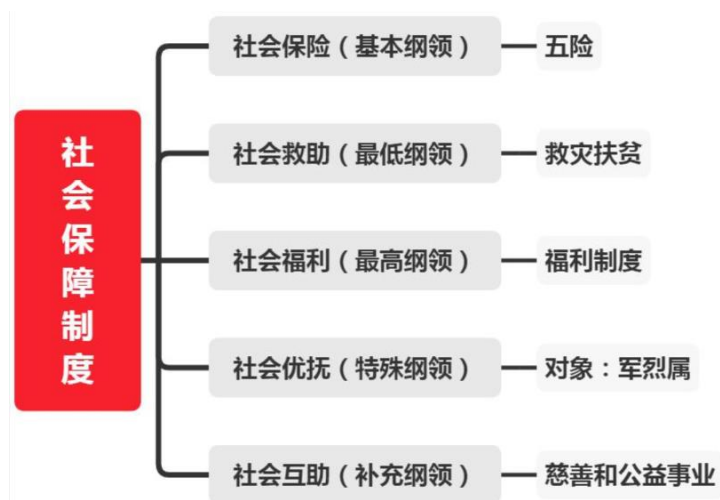 社会保障制度
社会保险（基本纲领）
五险
社会救助（最低纲领）
救灾扶贫
社会福利（最高纲领）
福利制度
社会优抚（特殊纲领）
对象：军烈属
社会互助（补充纲领）
慈善和公益事业